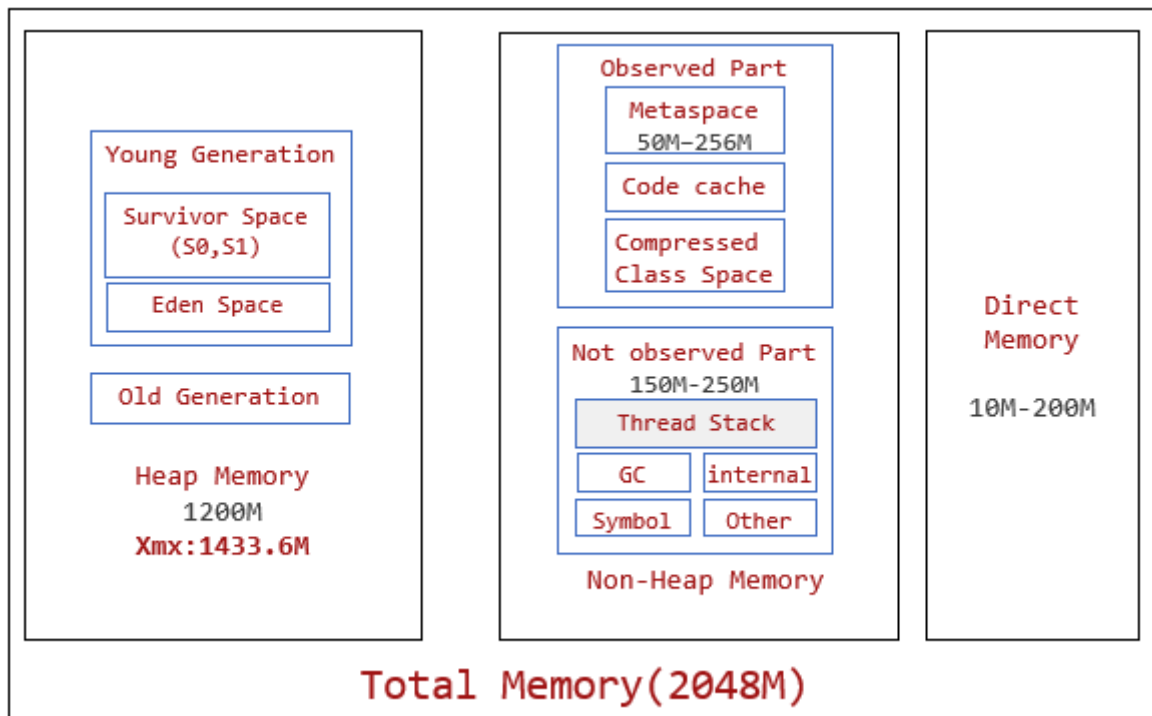 Young Generation
Survivor Space
(S0,S1)
Eden Space
Old Generation
Heap Memory
1200M
Xmx:1433.6M
Observed Part
Metaspace
50M–256M
Code cache
Compressed
Class Space
Not observed Part
150M-250M
Thread Stack
GC
internal
Symbol
Other
Non-Heap Memory
Direct
Memory
10M-200M
Total Memory(2048M)